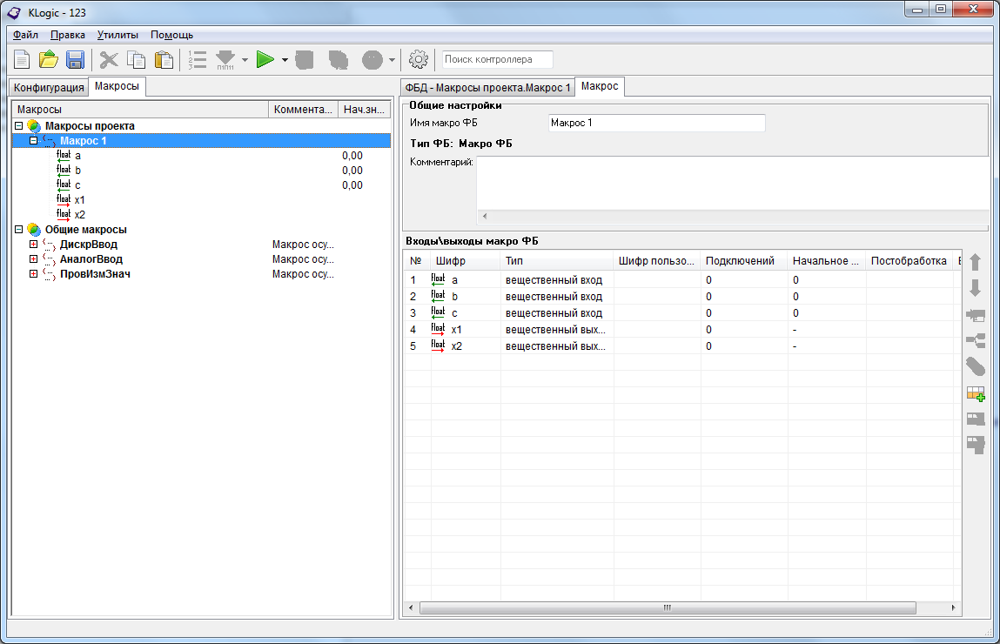 KLogic - 123
Файл Правка Утилиты Помощь
Поиск контроллера
Конфигурация Макросы
Макросы Коммента... Нач.зн...
Макросы проекта
Макрос 1
float a 0,00
float b 0,00
float c 0,00
float x1
float x2
Общие макросы
ДискрВвод Макрос осу...
АналогВвод Макрос осу...
ПровИзмЗнач Макрос осу...
ФБД - Макросы проекта.Макрос 1 Макрос
Общие настройки
Имя макро ФБ Макрос 1
Тип ФБ: Макро ФБ
Комментарий:
Входы\выходы макро ФБ
№ Шифр Тип Шифр пользо... Подключений Начальное ... Постобработка
1 float a вещественный вход 0 0
2 float b вещественный вход 0 0
3 float c вещественный вход 0 0
4 float x1 вещественный вых... 0 -
5 float x2 вещественный вых... 0 -